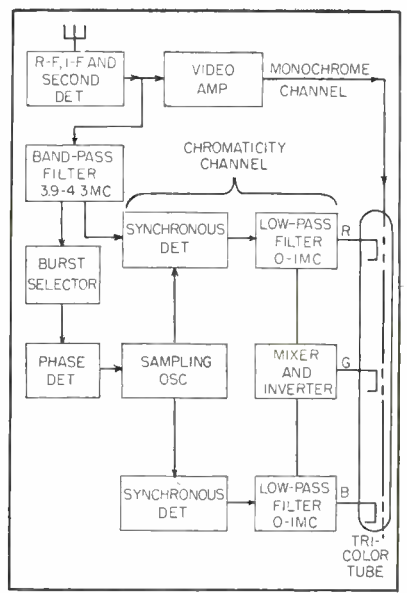 R-F, I-F AND
SECOND
DET
VIDEO
AMP
MONOCHROME
CHANNEL
BAND-PASS
FILTER
3.9-4 3MC
CHROMATICITY
CHANNEL
SYNCHRONOUS
DET
LOW-PASS
FILTER
0-1MC
R
BURST
SELECTOR
PHASE
DET
SAMPLING
OSC
MIXER
AND
INVERTER
G
SYNCHRONOUS
DET
LOW-PASS
FILTER
0-1MC
B
TRI-
COLOR
TUBE